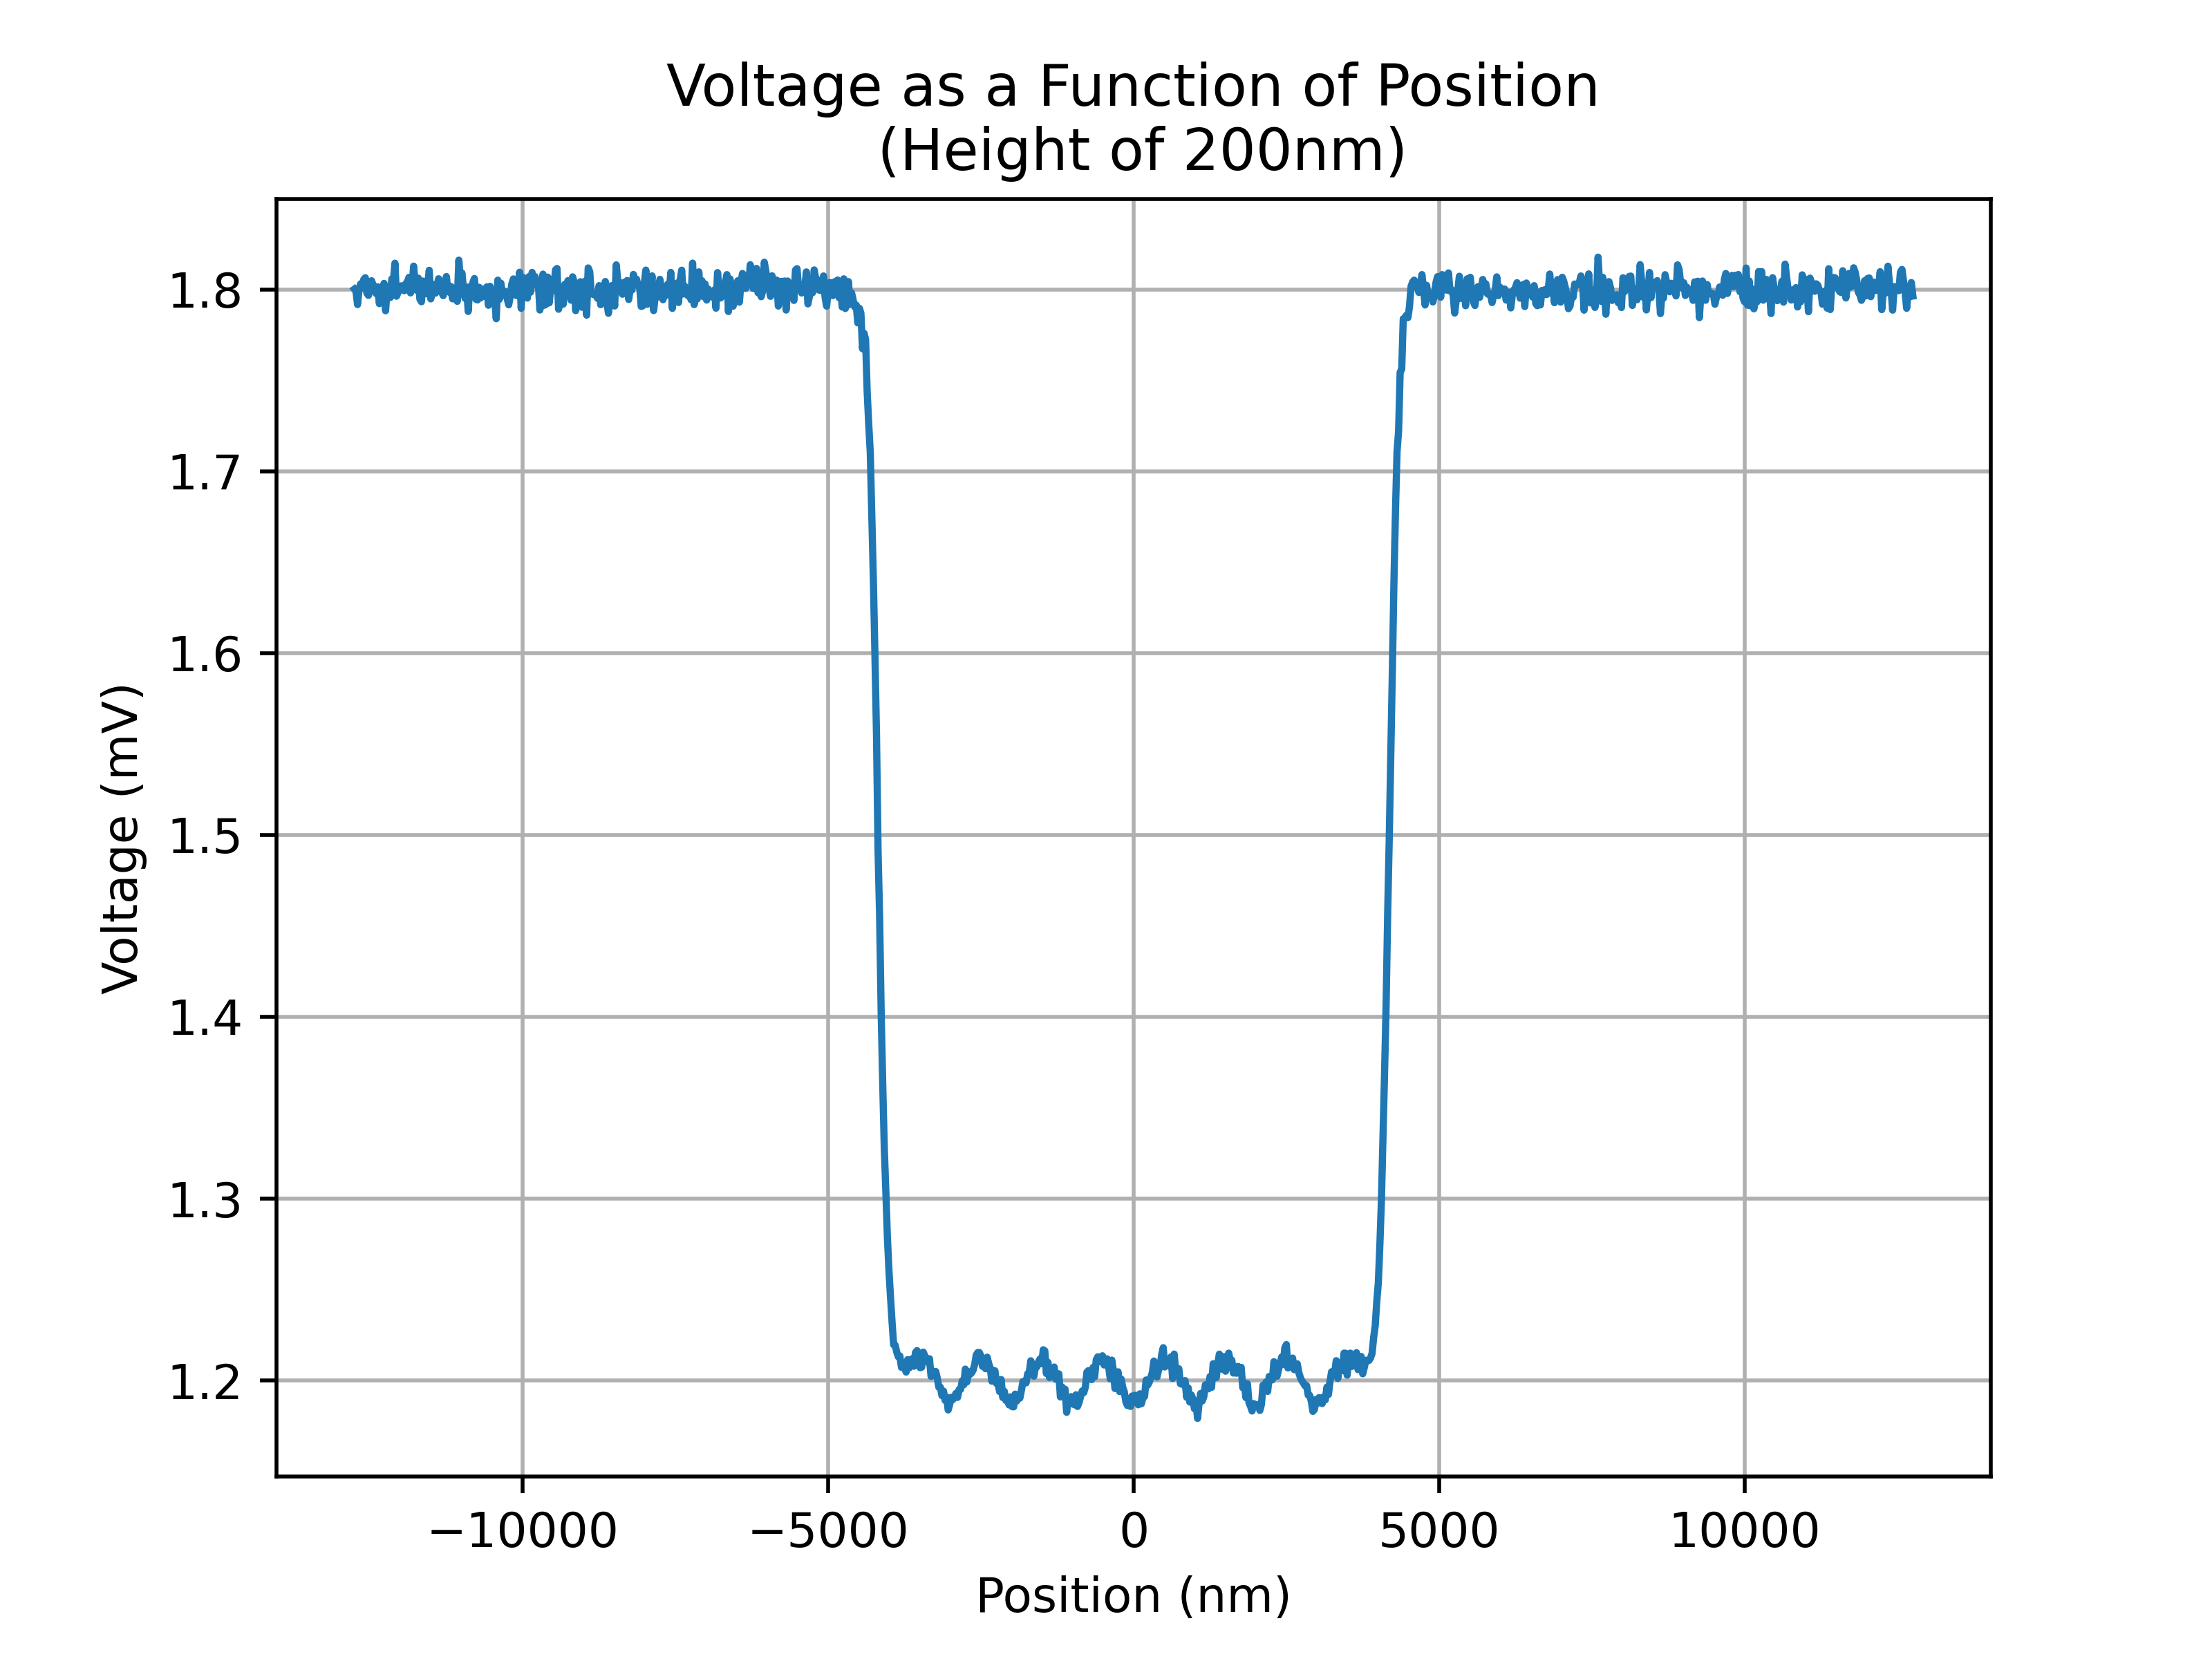 Voltage as a Function of Position
(Height of 200nm)
1.8
1.7
1.6
1.5
1.4
1.3
1.2
Voltage (mV)
−10000 −5000 0 5000 10000
Position (nm)